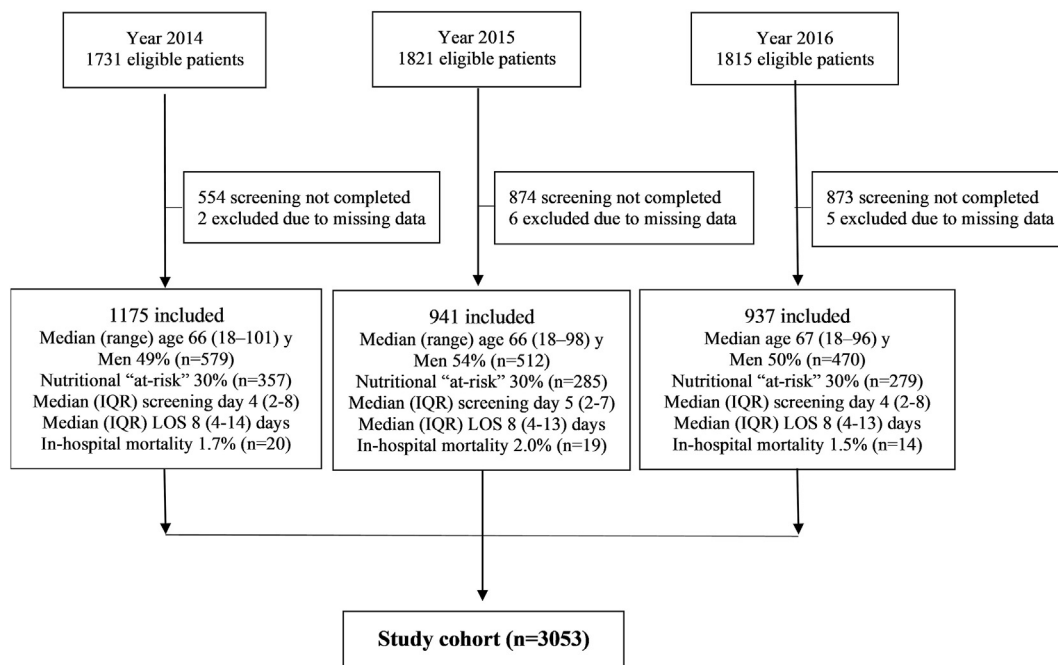 Year 2014
1731 eligible patients
Year 2015
1821 eligible patients
Year 2016
1815 eligible patients
554 screening not completed
2 excluded due to missing data
874 screening not completed
6 excluded due to missing data
873 screening not completed
5 excluded due to missing data
1175 included
Median (range) age 66 (18–101) y
Men 49% (n=579)
Nutritional “at-risk” 30% (n=357)
Median (IQR) screening day 4 (2-8)
Median (IQR) LOS 8 (4-14) days
In-hospital mortality 1.7% (n=20)
941 included
Median (range) age 66 (18–98) y
Men 54% (n=512)
Nutritional “at-risk” 30% (n=285)
Median (IQR) screening day 5 (2-7)
Median (IQR) LOS 8 (4-13) days
In-hospital mortality 2.0% (n=19)
937 included
Median age 67 (18–96) y
Men 50% (n=470)
Nutritional “at-risk” 30% (n=279)
Median (IQR) screening day 4 (2-8)
Median (IQR) LOS 8 (4-13) days
In-hospital mortality 1.5% (n=14)
Study cohort (n=3053)